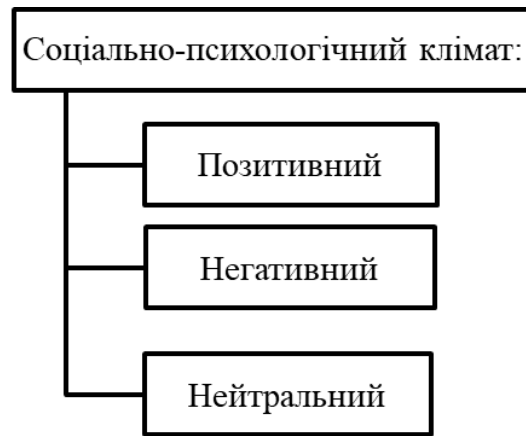 Соціально-психологічний клімат:
Позитивний
Негативний
Нейтральний